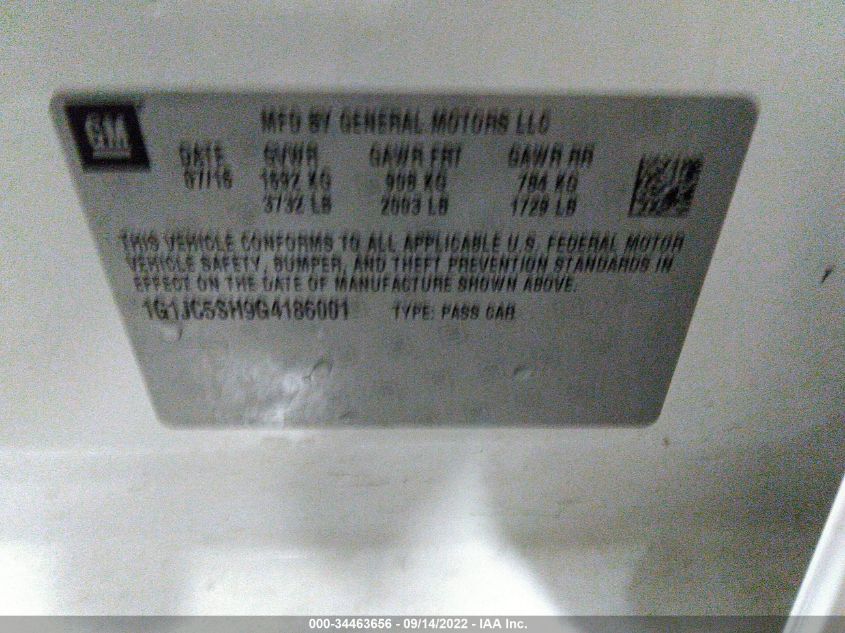 GM
MFD BY GENERAL MOTORS LLC
DATE GVWR GAWR FRT GAWR RR
07/16 1692 KG 908 KG 784 KG
3732 LB 2003 LB 1729 LB
THIS VEHICLE CONFORMS TO ALL APPLICABLE U.S. FEDERAL MOTOR
VEHICLE SAFETY, BUMPER, AND THEFT PREVENTION STANDARDS IN
EFFECT ON THE DATE OF MANUFACTURE SHOWN ABOVE.
1G1JC5SH9G4186001 TYPE: PASS CAR
000-34463656 - 09/14/2022 - IAA Inc.